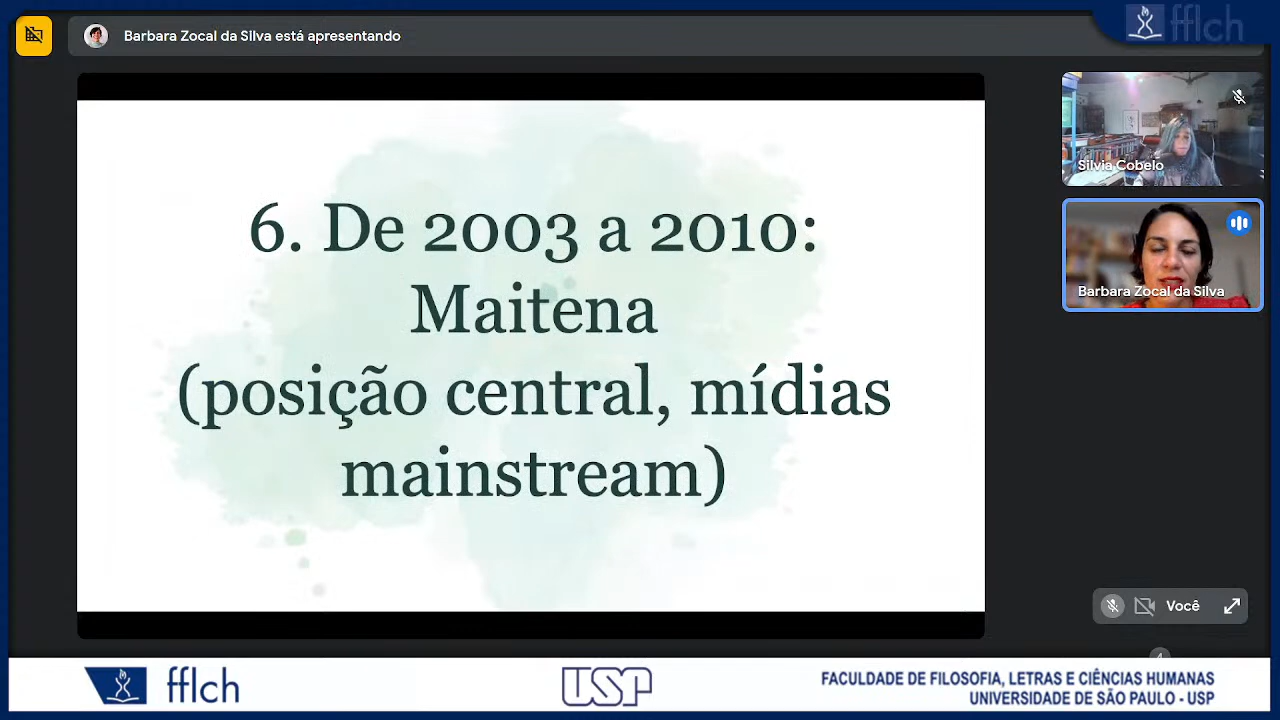 Barbara Zocal da Silva está apresentando
fflch
6. De 2003 a 2010:
Maitena
(posição central, mídias
mainstream)
Silvia Cobelo
Barbara Zocal da Silva
Você
4
fflch
USP
FACULDADE DE FILOSOFIA, LETRAS E CIÊNCIAS HUMANAS
UNIVERSIDADE DE SÃO PAULO - USP